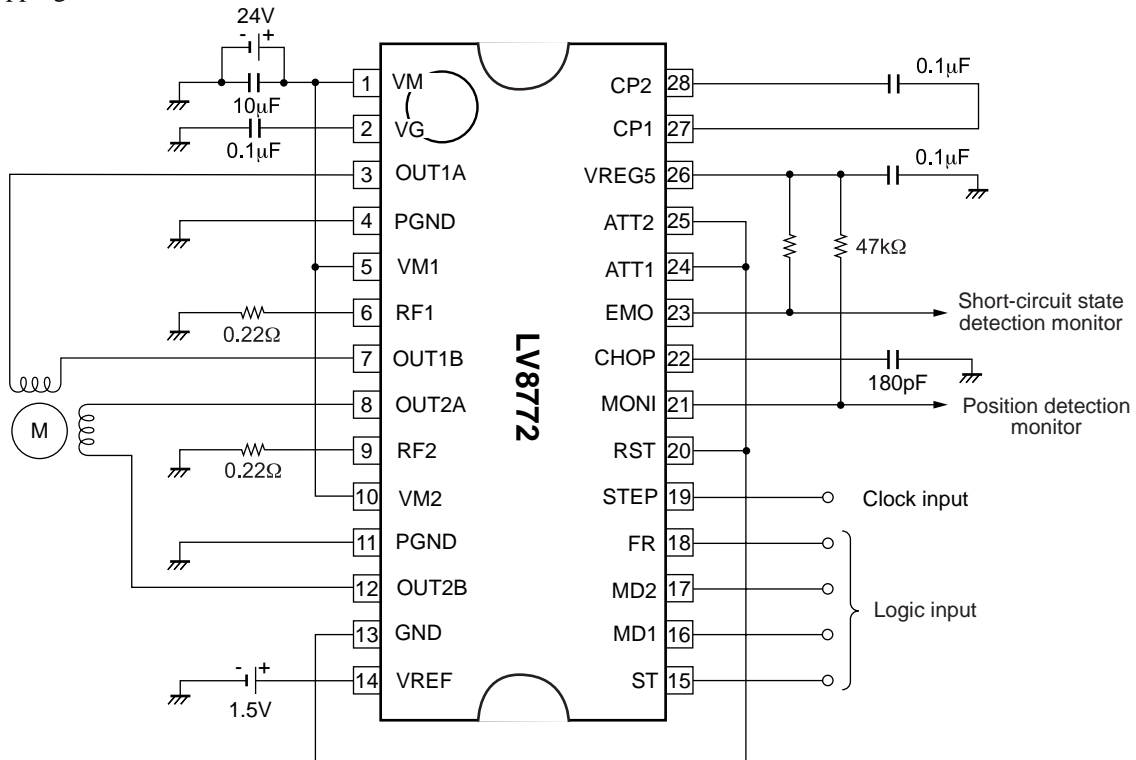 24V
- +
10µF
0.1µF
1 VM
2 VG
3 OUT1A
4 PGND
5 VM1
6 RF1
0.22Ω
7 OUT1B
8 OUT2A
M
9 RF2
0.22Ω
10 VM2
11 PGND
12 OUT2B
13 GND
14 VREF
- +
1.5V
LV8772
CP2 28
0.1µF
CP1 27
VREG5 26
0.1µF
ATT2 25
47kΩ
ATT1 24
EMO 23
Short-circuit state
detection monitor
CHOP 22
180pF
MONI 21
Position detection
monitor
RST 20
STEP 19 Clock input
FR 18
MD2 17
Logic input
MD1 16
ST 15